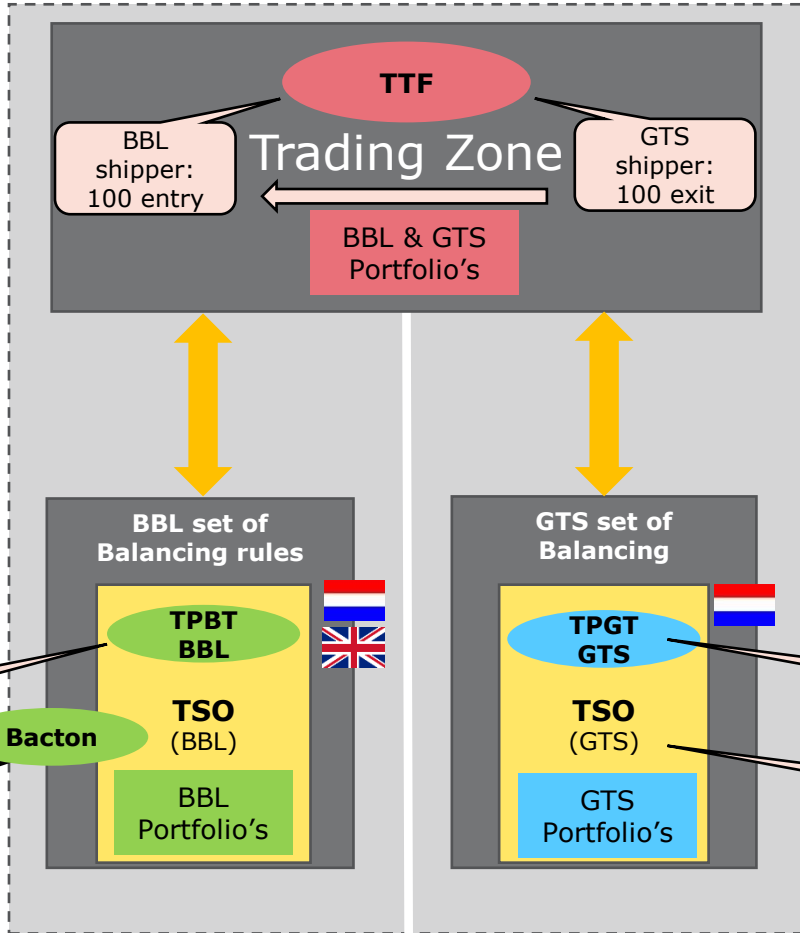 TTF
BBL
shipper:
100 entry
Trading Zone
GTS
shipper:
100 exit
BBL & GTS
Portfolio’s
BBL set of
Balancing rules
TPBT
BBL
TSO
(BBL)
Bacton
BBL
Portfolio’s
GTS set of
Balancing
TPGT
GTS
TSO
(GTS)
GTS
Portfolio’s